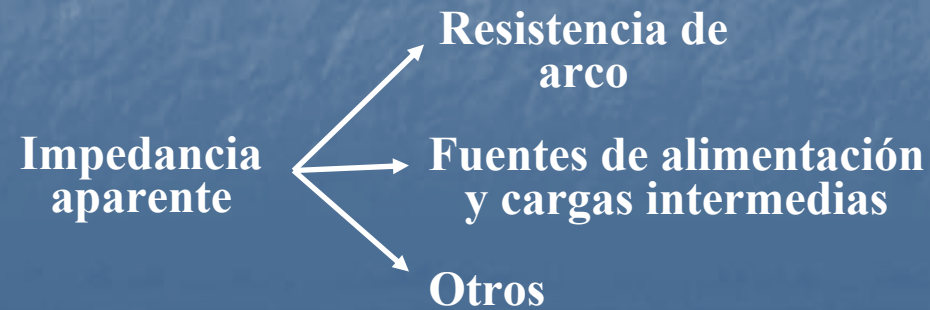 Resistencia de
arco
Impedancia
aparente
Fuentes de alimentación
y cargas intermedias
Otros